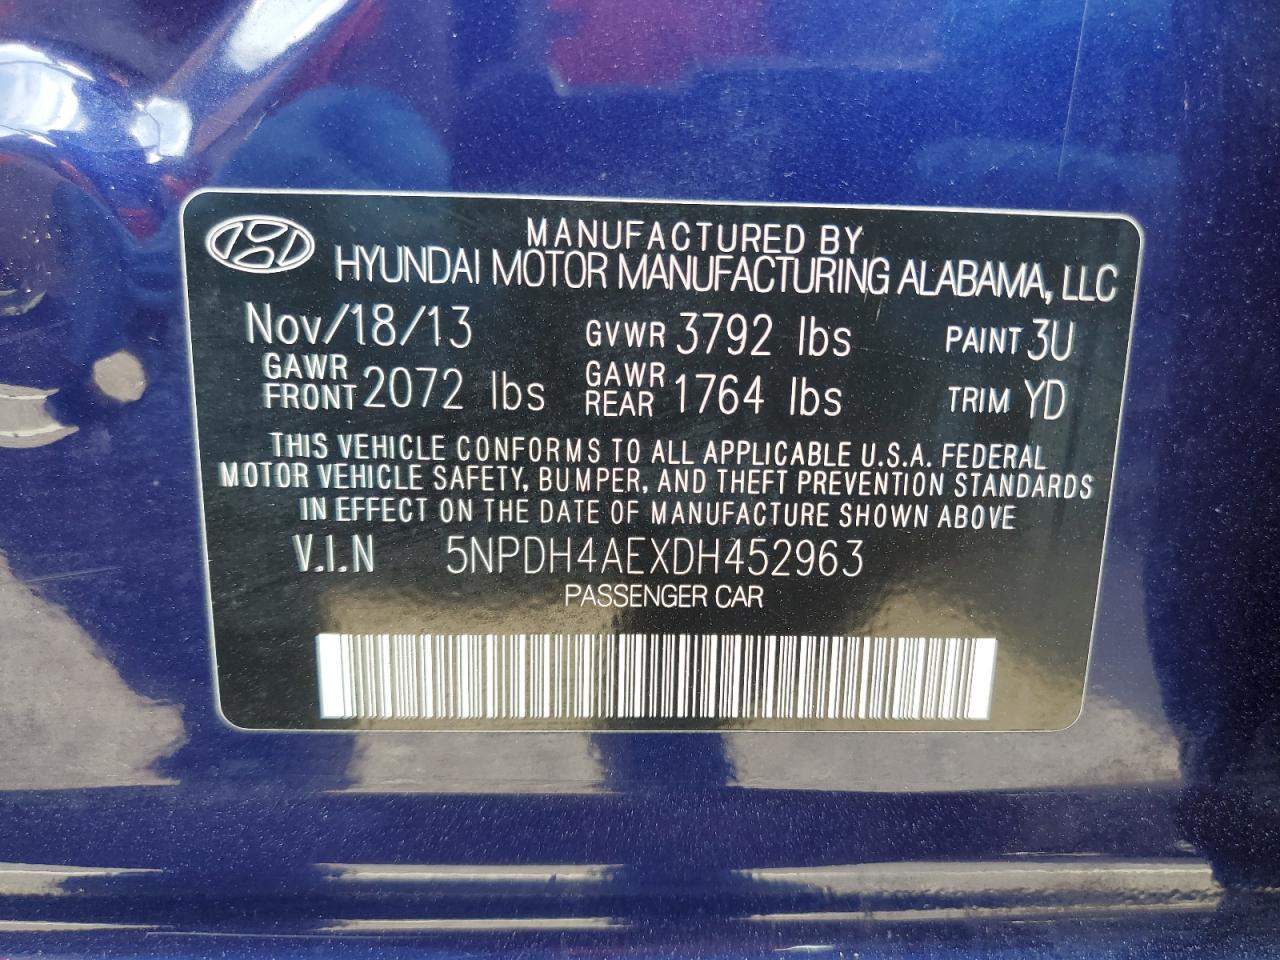 MANUFACTURED BY
HYUNDAI MOTOR MANUFACTURING ALABAMA, LLC
Nov/18/13 GVWR 3792 lbs PAINT 3U
GAWR FRONT 2072 lbs GAWR REAR 1764 lbs TRIM YD
THIS VEHICLE CONFORMS TO ALL APPLICABLE U.S.A. FEDERAL
MOTOR VEHICLE SAFETY, BUMPER, AND THEFT PREVENTION STANDARDS
IN EFFECT ON THE DATE OF MANUFACTURE SHOWN ABOVE
V.I.N 5NPDH4AEXDH452963
PASSENGER CAR